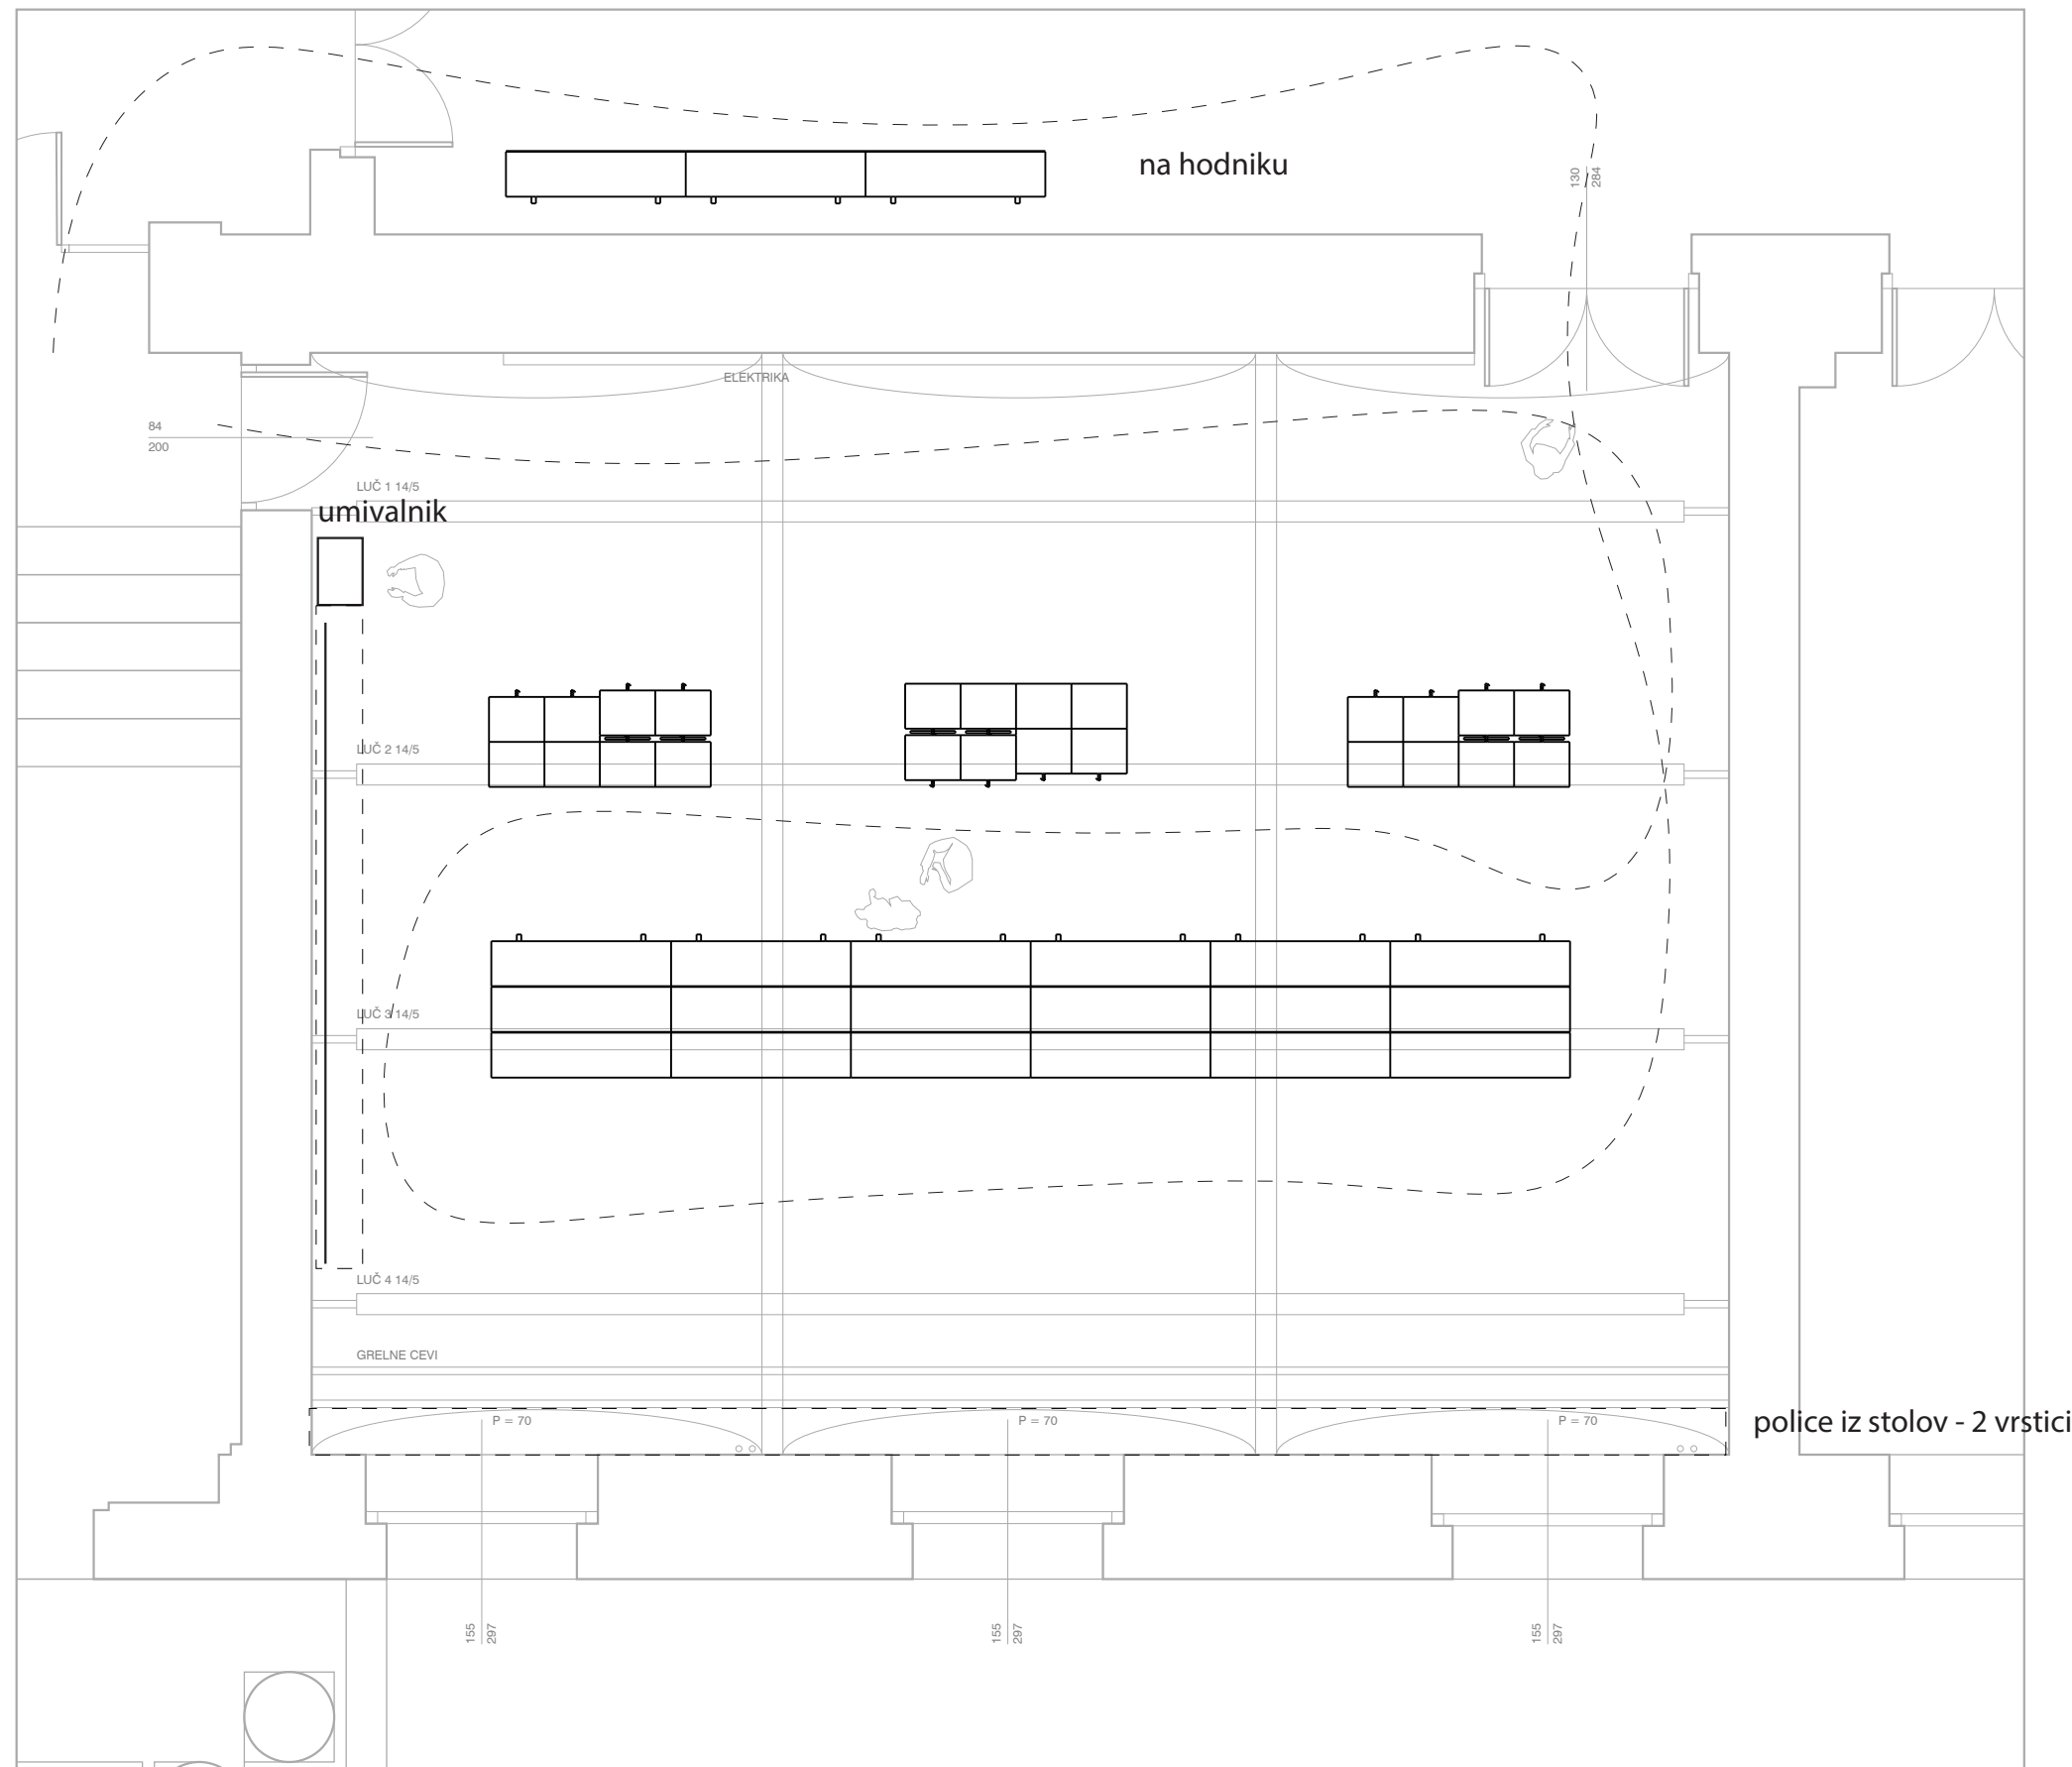 na hodniku
130
284
ELEKTRIKA
84
200
LUČ 1 14/5
umivalnik
LUČ 2 14/5
LUČ 3 14/5
LUČ 4 14/5
GRELNE CEVI
P = 70
P = 70
P = 70
police iz stolov - 2 vrstici
155
297
155
297
155
297